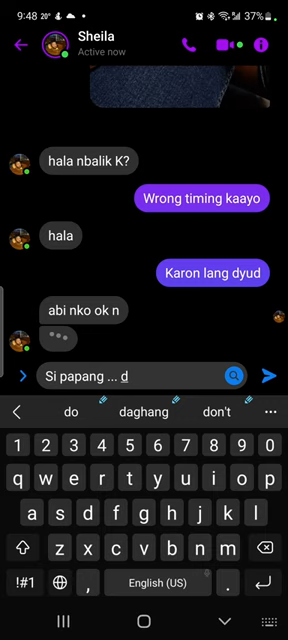 9:48 20°
37%
Sheila
Active now
hala nbalik K?
Wrong timing kaayo
hala
Karon lang dyud
abi nko ok n
Si papang ... d
do daghang don't
1 2 3 4 5 6 7 8 9 0
q w e r t y u i o p
a s d f g h j k l
z x c v b n m
!#1 , English (US) .